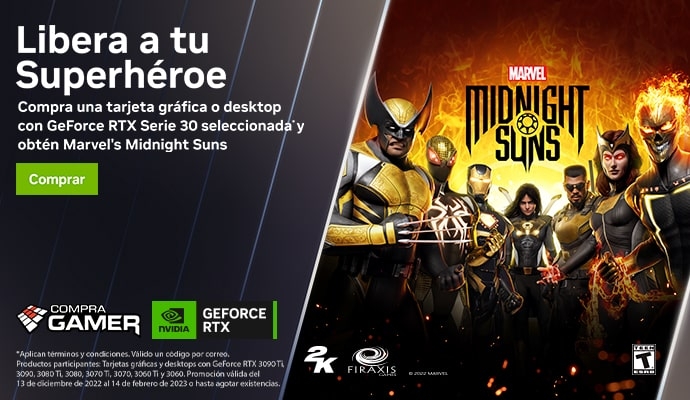 Libera a tu
Superhéroe
Compra una tarjeta gráfica o desktop
con GeForce RTX Serie 30 seleccionada* y
obtén Marvel's Midnight Suns
Comprar
MARVEL
MIDNIGHT
SUNS
COMPRA
GAMER
NVIDIA
GEFORCE
RTX
*Aplican términos y condiciones. Válido un código por correo.
Productos participantes: Tarjetas gráficas y desktops con GeForce RTX 3090 Ti,
3090, 3080 Ti, 3080, 3070 Ti, 3070, 3060 Ti y 3060. Promoción válida del
13 de diciembre de 2022 al 14 de febrero de 2023 o hasta agotar existencias.
2K
FIRAXIS
GAMES
© 2022 MARVEL
TEEN
T
ESRB